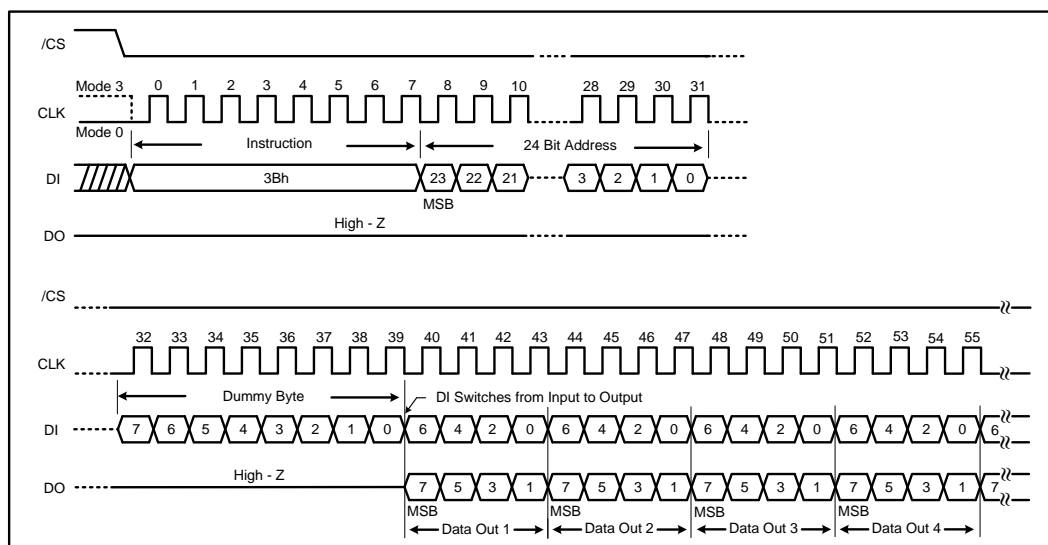 /CS
Mode 3 0 1 2 3 4 5 6 7 8 9 10 28 29 30 31
CLK
Mode 0
Instruction 24 Bit Address
DI 3Bh 23 22 21 3 2 1 0
MSB
High - Z
DO
/CS
32 33 34 35 36 37 38 39 40 41 42 43 44 45 46 47 48 49 50 51 52 53 54 55
CLK
Dummy Byte DI Switches from Input to Output
DI 7 6 5 4 3 2 1 0 6 4 2 0 6 4 2 0 6 4 2 0 6 4 2 0 6
High - Z
DO 7 5 3 1 7 5 3 1 7 5 3 1 7 5 3 1 7
MSB MSB MSB MSB
Data Out 1 Data Out 2 Data Out 3 Data Out 4